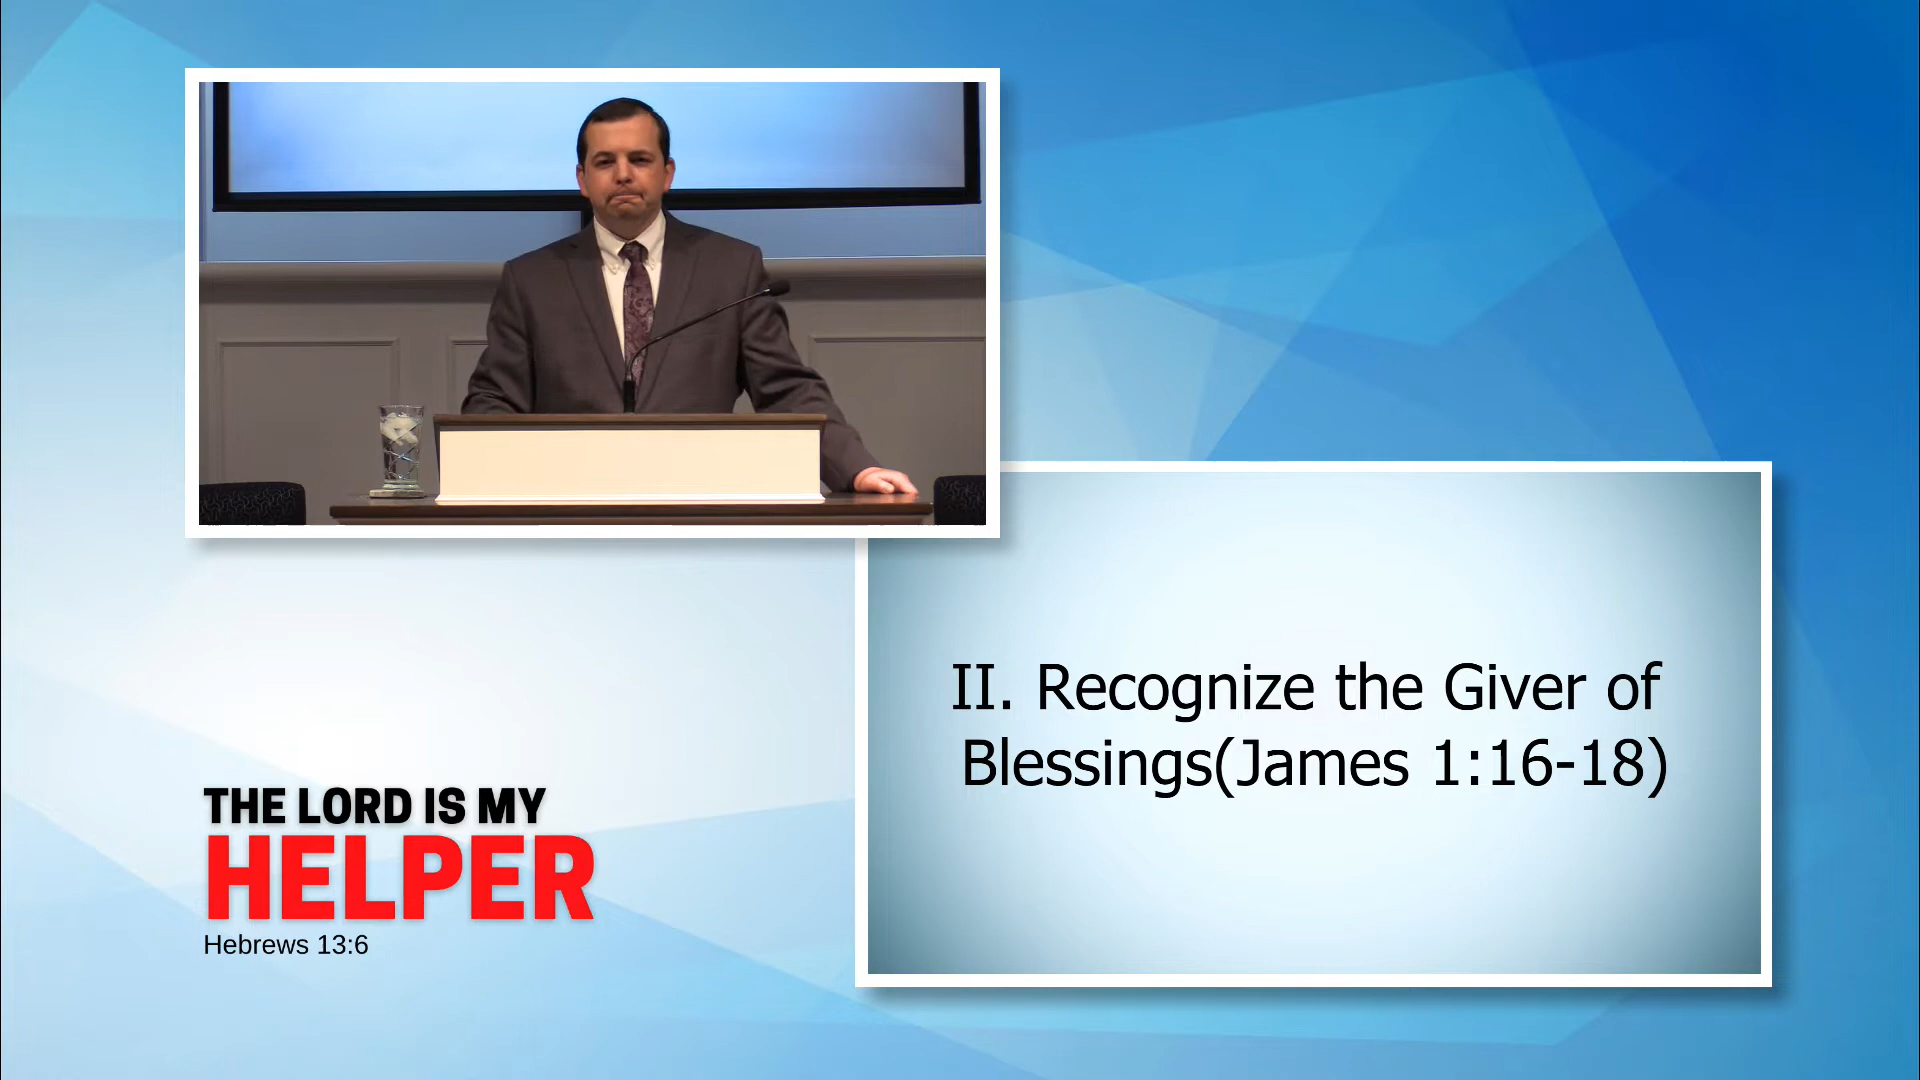 II. Recognize the Giver of
Blessings(James 1:16-18)
THE LORD IS MY
HELPER
Hebrews 13:6